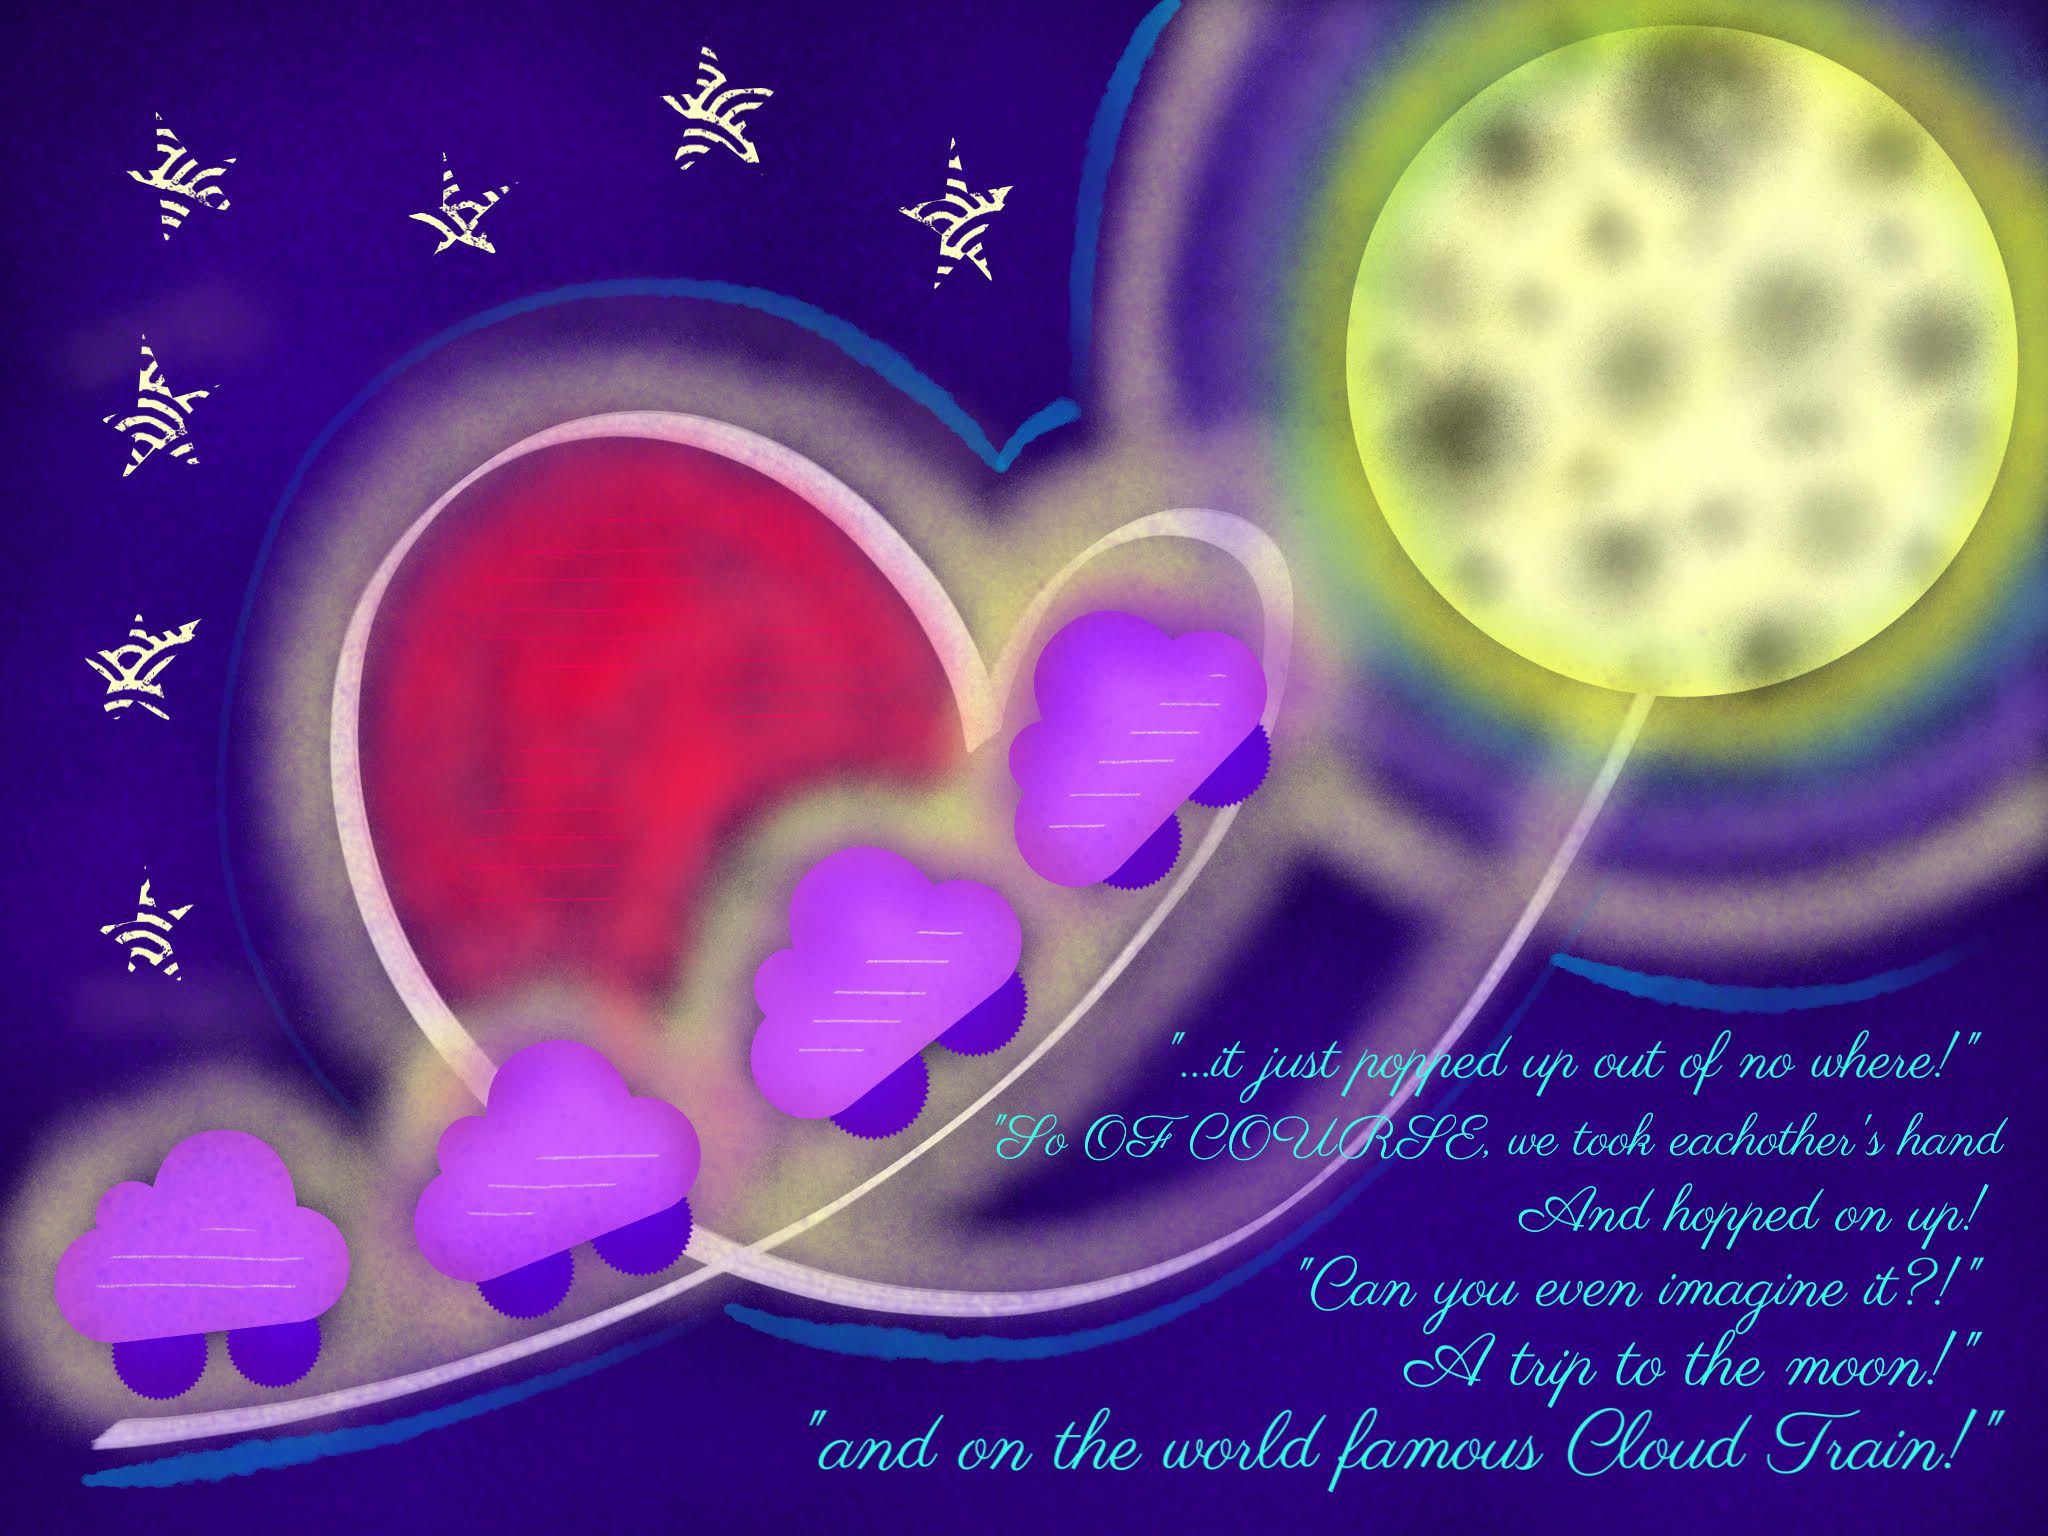 "...it just popped up out of no where!"
"So OF COURSE, we took eachother's hand
And hopped on up!
"Can you even imagine it?!"
A trip to the moon!"
"and on the world famous Cloud Train!"